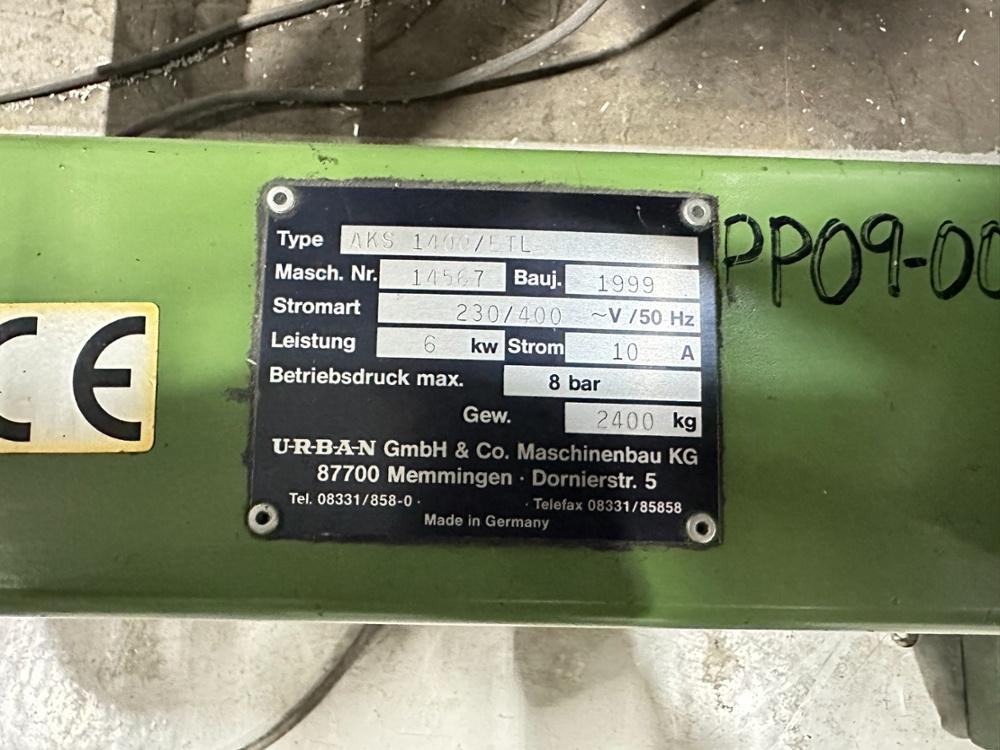 Type AKS 1400/ETL
Masch. Nr. 14567 Bauj. 1999
Stromart 230/400 ~V/50 Hz
Leistung 6 kw Strom 10 A
Betriebsdruck max. 8 bar
Gew. 2400 kg
U-R-B-A-N GmbH & Co. Maschinenbau KG
87700 Memmingen · Dornierstr. 5
Tel. 08331/858-0 · · Telefax 08331/85858
Made in Germany
CE
PP09-00